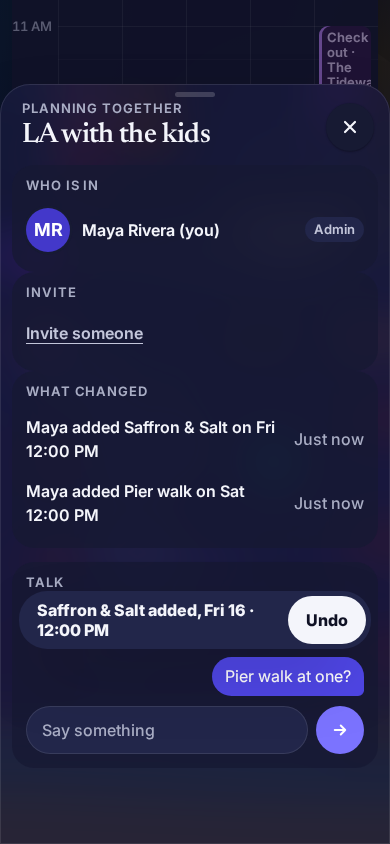 11 AM
Check
out ·
The
Tidewa
PLANNING TOGETHER
LA with the kids
WHO IS IN
MR
Maya Rivera (you)
Admin
INVITE
Invite someone
WHAT CHANGED
Maya added Saffron & Salt on Fri
12:00 PM
Just now
Maya added Pier walk on Sat
12:00 PM
Just now
TALK
Saffron & Salt added, Fri 16 ·
12:00 PM
Undo
Pier walk at one?
Say something